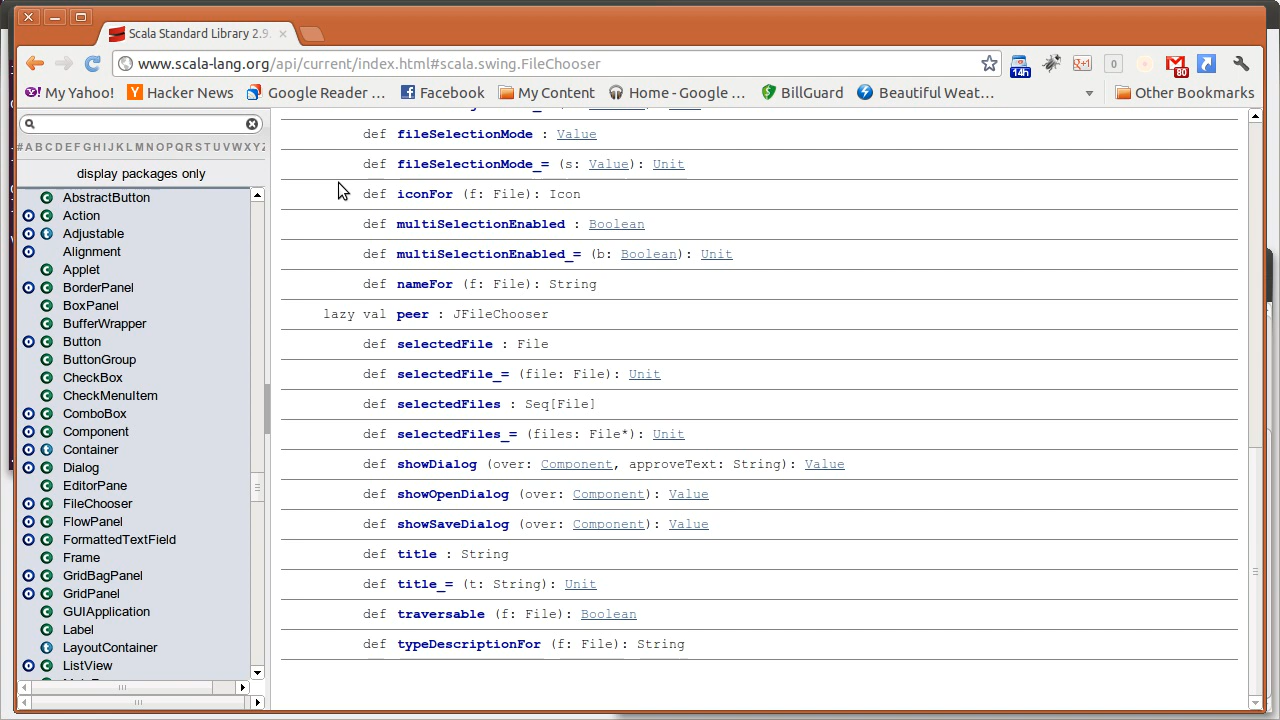 Scala Standard Library 2.9.
www.scala-lang.org/api/current/index.html#scala.swing.FileChooser
14h
g+1
0
80
My Yahoo!
Hacker News
Google Reader ...
Facebook
My Content
Home - Google ...
BillGuard
Beautiful Weat...
Other Bookmarks
#ABCDEFGHIJKLMNOPQRSTUVWXYZ
display packages only
AbstractButton
Action
Adjustable
Alignment
Applet
BorderPanel
BoxPanel
BufferWrapper
Button
ButtonGroup
CheckBox
CheckMenuItem
ComboBox
Component
Container
Dialog
EditorPane
FileChooser
FlowPanel
FormattedTextField
Frame
GridBagPanel
GridPanel
GUIApplication
Label
LayoutContainer
ListView
def fileSelectionMode : Value
def fileSelectionMode_= (s: Value): Unit
def iconFor (f: File): Icon
def multiSelectionEnabled : Boolean
def multiSelectionEnabled_= (b: Boolean): Unit
def nameFor (f: File): String
lazy val peer : JFileChooser
def selectedFile : File
def selectedFile_= (file: File): Unit
def selectedFiles : Seq[File]
def selectedFiles_= (files: File*): Unit
def showDialog (over: Component, approveText: String): Value
def showOpenDialog (over: Component): Value
def showSaveDialog (over: Component): Value
def title : String
def title_= (t: String): Unit
def traversable (f: File): Boolean
def typeDescriptionFor (f: File): String